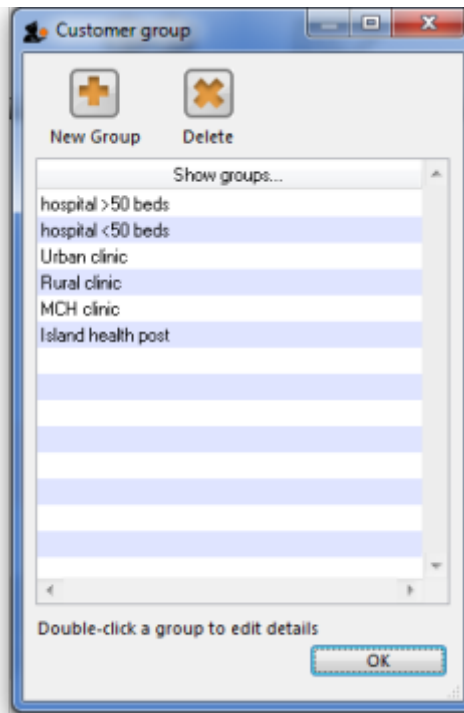 Customer group
New Group Delete
Show groups...
hospital >50 beds
hospital <50 beds
Urban clinic
Rural clinic
MCH clinic
Island health post
Double-click a group to edit details
OK